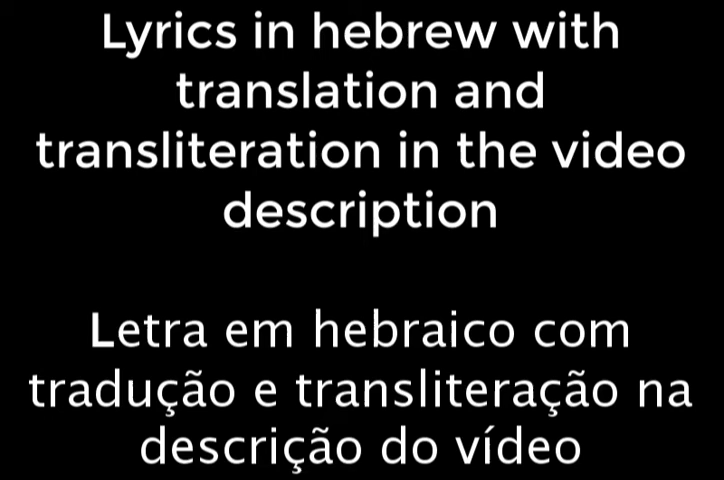 Lyrics in hebrew with
translation and
transliteration in the video
description
Letra em hebraico com
tradução e transliteração na
descrição do vídeo